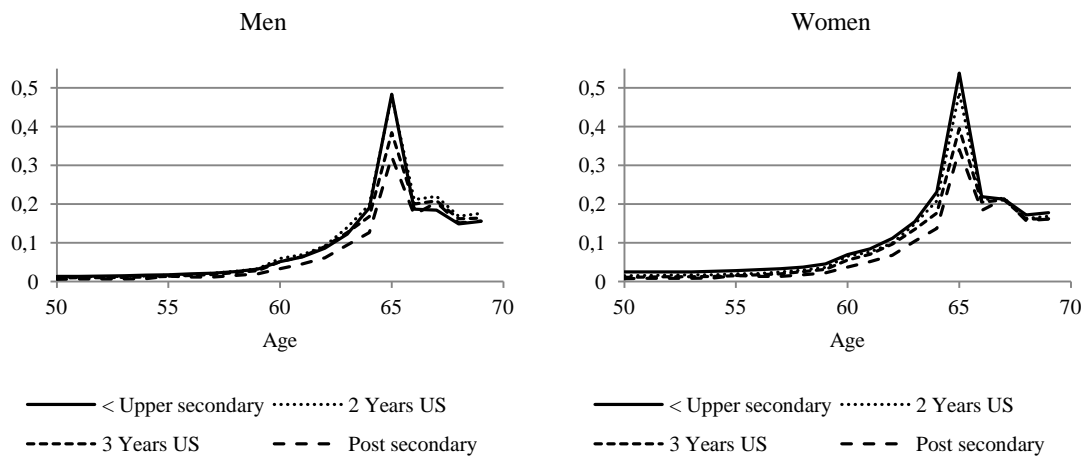 Men
0,5
0,4
0,3
0,2
0,1
0
50 55 60 65 70
Age
< Upper secondary 2 Years US
3 Years US Post secondary
Women
0,5
0,4
0,3
0,2
0,1
0
50 55 60 65 70
Age
< Upper secondary 2 Years US
3 Years US Post secondary